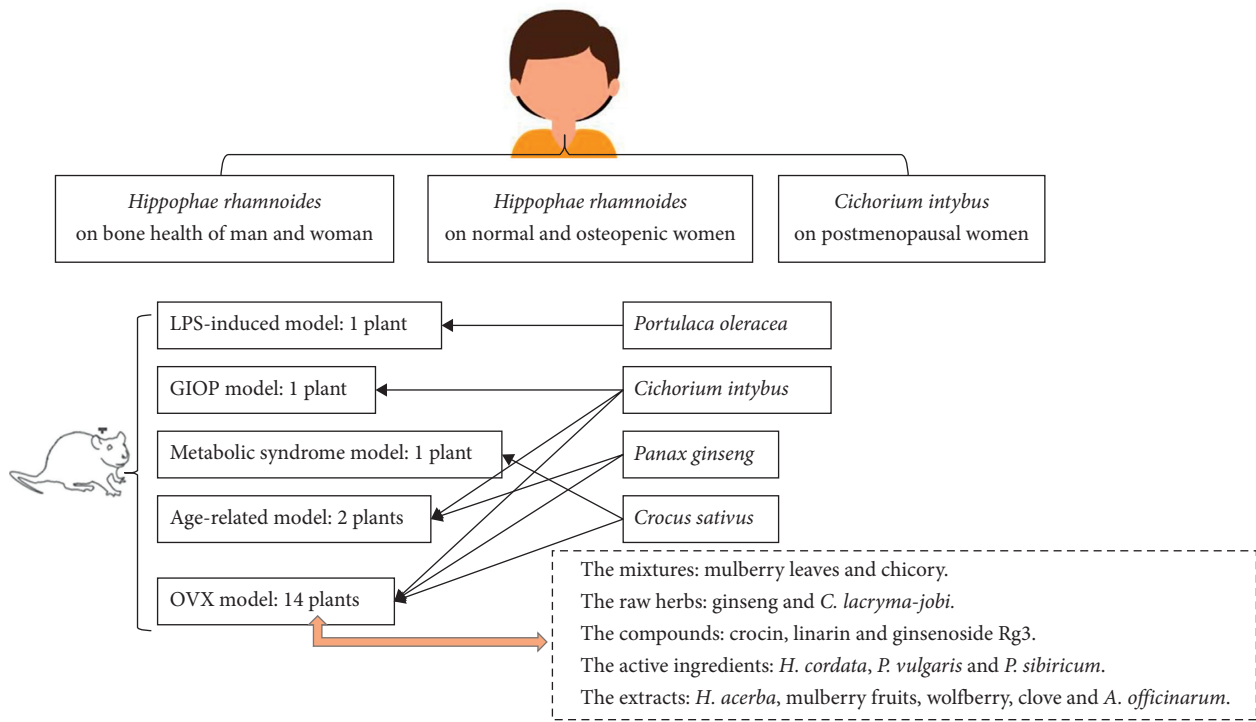 Hippophae rhamnoides
on bone health of man and woman
Hippophae rhamnoides
on normal and osteopenic women
Cichorium intybus
on postmenopausal women
LPS-induced model: 1 plant
Portulaca oleracea
GIOP model: 1 plant
Cichorium intybus
Metabolic syndrome model: 1 plant
Panax ginseng
Age-related model: 2 plants
Crocus sativus
OVX model: 14 plants
The mixtures: mulberry leaves and chicory.
The raw herbs: ginseng and C. lacryma-jobi.
The compounds: crocin, linarin and ginsenoside Rg3.
The active ingredients: H. cordata, P. vulgaris and P. sibiricum.
The extracts: H. acerba, mulberry fruits, wolfberry, clove and A. officinarum.